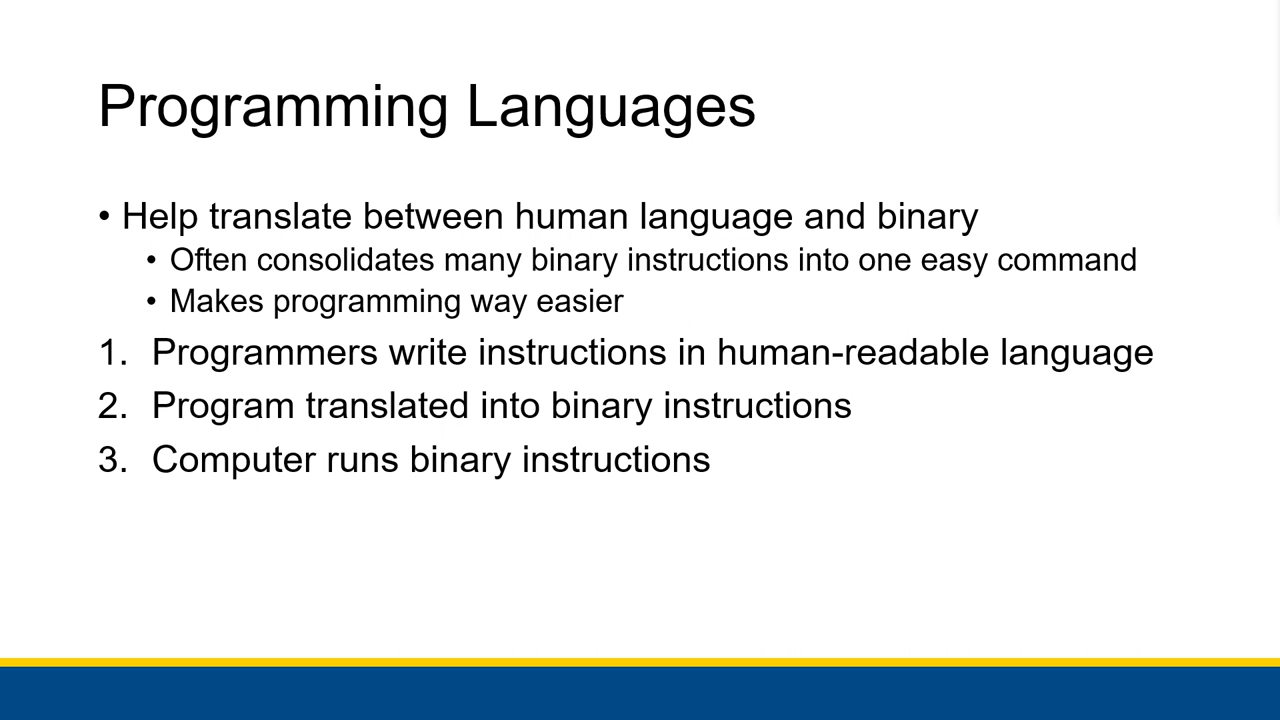 Programming Languages
• Help translate between human language and binary
• Often consolidates many binary instructions into one easy command
• Makes programming way easier
1. Programmers write instructions in human-readable language
2. Program translated into binary instructions
3. Computer runs binary instructions